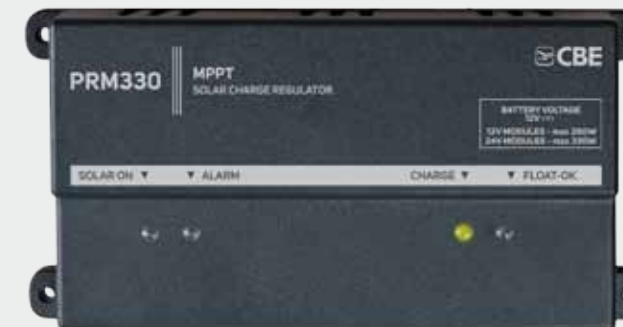 CBE
PRM330
MPPT
SOLAR CHARGE REGULATOR
BATTERY VOLTAGE
12V
12V MODULES - max 280W
24V MODULES - max 330W
SOLAR ON ▼ ▼ ALARM CHARGE ▼ ▼ FLOAT-OK